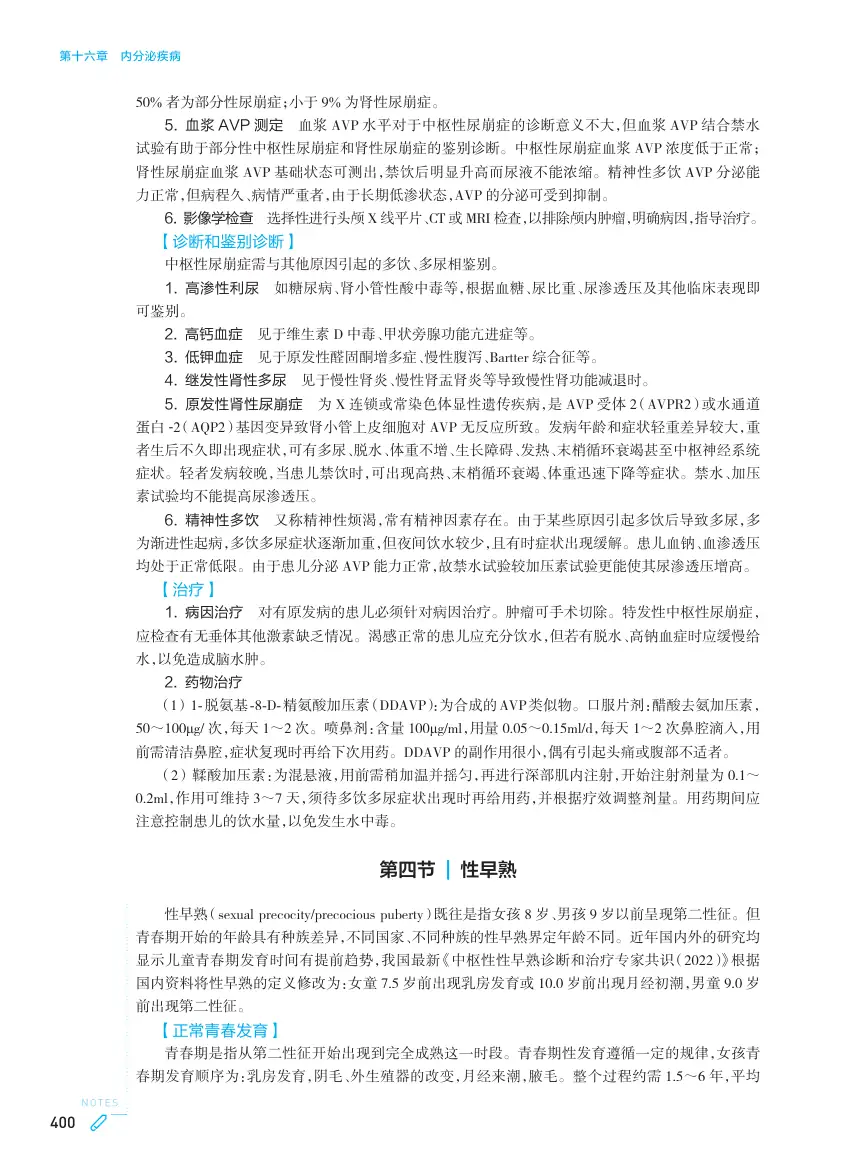 第十六章 内分泌疾病
50% 者为部分性尿崩症；小于 9% 为肾性尿崩症。
5. 血浆 AVP 测定 血浆 AVP 水平对于中枢性尿崩症的诊断意义不大，但血浆 AVP 结合禁水
试验有助于部分性中枢性尿崩症和肾性尿崩症的鉴别诊断。中枢性尿崩症血浆 AVP 浓度低于正常；
肾性尿崩症血浆 AVP 基础状态可测出，禁饮后明显升高而尿液不能浓缩。精神性多饮 AVP 分泌能
力正常，但病程久、病情严重者，由于长期低渗状态，AVP 的分泌可受到抑制。
6. 影像学检查 选择性进行头颅 X 线平片、CT 或 MRI 检查，以排除颅内肿瘤，明确病因，指导治疗。
【诊断和鉴别诊断】
中枢性尿崩症需与其他原因引起的多饮、多尿相鉴别。
1. 高渗性利尿 如糖尿病、肾小管性酸中毒等，根据血糖、尿比重、尿渗透压及其他临床表现即
可鉴别。
2. 高钙血症 见于维生素 D 中毒、甲状旁腺功能亢进症等。
3. 低钾血症 见于原发性醛固酮增多症、慢性腹泻、Bartter 综合征等。
4. 继发性肾性多尿 见于慢性肾炎、慢性肾盂肾炎等导致慢性肾功能减退时。
5. 原发性肾性尿崩症 为 X 连锁或常染色体显性遗传疾病，是 AVP 受体 2（AVPR2）或水通道
蛋白 -2（AQP2）基因变异导致肾小管上皮细胞对 AVP 无反应所致。发病年龄和症状轻重差异较大，重
者生后不久即出现症状，可有多尿、脱水、体重不增、生长障碍、发热、末梢循环衰竭甚至中枢神经系统
症状。轻者发病较晚，当患儿禁饮时，可出现高热、末梢循环衰竭、体重迅速下降等症状。禁水、加压
素试验均不能提高尿渗透压。
6. 精神性多饮 又称精神性烦渴，常有精神因素存在。由于某些原因引起多饮后导致多尿，多
为渐进性起病，多饮多尿症状逐渐加重，但夜间饮水较少，且有时症状出现缓解。患儿血钠、血渗透压
均处于正常低限。由于患儿分泌 AVP 能力正常，故禁水试验较加压素试验更能使其尿渗透压增高。
【治疗】
1. 病因治疗 对有原发病的患儿必须针对病因治疗。肿瘤可手术切除。特发性中枢性尿崩症，
应检查有无垂体其他激素缺乏情况。渴感正常的患儿应充分饮水，但若有脱水、高钠血症时应缓慢给
水，以免造成脑水肿。
2. 药物治疗
（1）1- 脱氨基 -8-D- 精氨酸加压素（DDAVP）：为合成的 AVP 类似物。口服片剂：醋酸去氨加压素，
50～100μg/ 次，每天 1～2 次。喷鼻剂：含量 100μg/ml，用量 0.05～0.15ml/d，每天 1～2 次鼻腔滴入，用
前需清洁鼻腔，症状复现时再给下次用药。DDAVP 的副作用很小，偶有引起头痛或腹部不适者。
（2）鞣酸加压素：为混悬液，用前需稍加温并摇匀，再进行深部肌内注射，开始注射剂量为 0.1～
0.2ml，作用可维持 3～7 天，须待多饮多尿症状出现时再给用药，并根据疗效调整剂量。用药期间应
注意控制患儿的饮水量，以免发生水中毒。
第四节 | 性早熟
性早熟（sexual precocity/precocious puberty）既往是指女孩 8 岁、男孩 9 岁以前呈现第二性征。但
青春期开始的年龄具有种族差异，不同国家、不同种族的性早熟界定年龄不同。近年国内外的研究均
显示儿童青春期发育时间有提前趋势，我国最新《中枢性性早熟诊断和治疗专家共识（2022）》根据
国内资料将性早熟的定义修改为：女童 7.5 岁前出现乳房发育或 10.0 岁前出现月经初潮，男童 9.0 岁
前出现第二性征。
【正常青春发育】
青春期是指从第二性征开始出现到完全成熟这一时段。青春期性发育遵循一定的规律，女孩青
春期发育顺序为：乳房发育，阴毛、外生殖器的改变，月经来潮，腋毛。整个过程约需 1.5～6 年，平均
NOTES
400